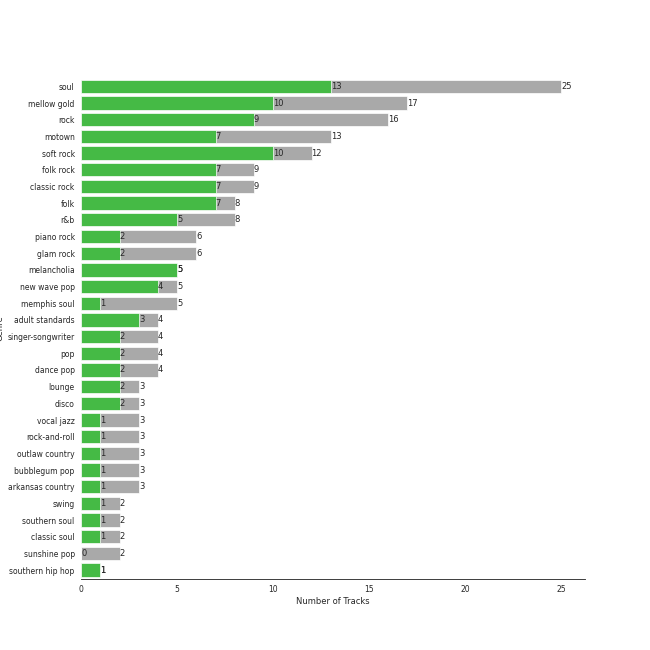 soul 13 25
mellow gold 10 17
rock 9 16
motown 7 13
soft rock 10 12
folk rock 7 9
classic rock 7 9
folk 7 8
r&b 5 8
piano rock 2 6
glam rock 2 6
melancholia 5
new wave pop 4 5
memphis soul 1 5
adult standards 3 4
singer-songwriter 2 4
pop 2 4
dance pop 2 4
lounge 2 3
disco 2 3
vocal jazz 1 3
rock-and-roll 1 3
outlaw country 1 3
bubblegum pop 1 3
arkansas country 1 3
swing 1 2
southern soul 1 2
classic soul 1 2
sunshine pop 0 2
southern hip hop 1
0 5 10 15 20 25
Number of Tracks